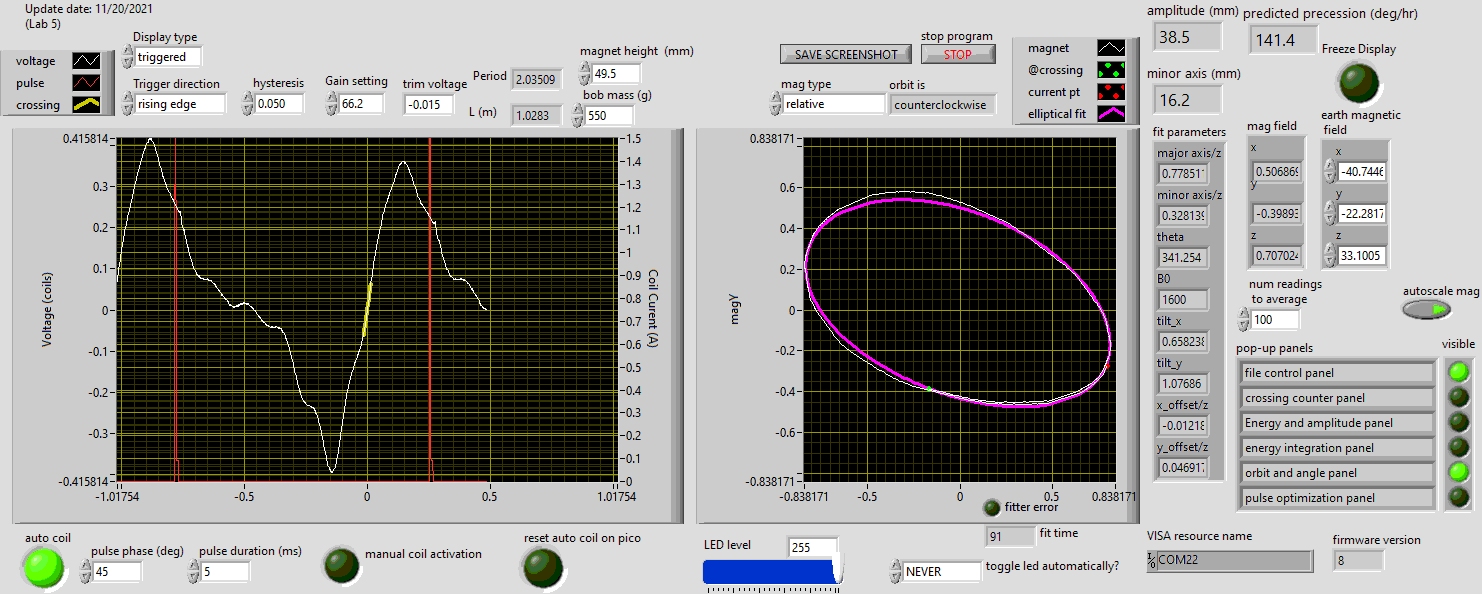 Update date: 11/20/2021
(Lab 5)
voltage
pulse
crossing
Display type
triggered
Trigger direction
rising edge
hysteresis
0.050
Gain setting
66.2
trim voltage
-0.015
Period
2.03509
L (m)
1.0283
magnet height (mm)
49.5
bob mass (g)
550
SAVE SCREENSHOT
stop program
STOP
mag type
relative
orbit is
counterclockwise
magnet
@crossing
current pt
elliptical fit
amplitude (mm)
38.5
predicted precession (deg/hr)
141.4
minor axis (mm)
16.2
Freeze Display
Voltage (coils)
0.415814
0.3
0.2
0.1
0
-0.1
-0.2
-0.3
-0.415814
-1.01754
-0.5
0
0.5
1.01754
1.5
1.4
1.3
1.2
1.1
1
0.9
0.8
0.7
0.6
0.5
0.4
0.3
0.2
0.1
0
Coil Curent (A)
magy
0.838171
0.6
0.4
0.2
0
-0.2
-0.4
-0.6
-0.838171
-0.838171
-0.5
0
0.5
0.838171
fitter error
fit parameters
major axis/z
0.77851
minor axis/z
0.32813
theta
341.254
B0
1600
tilt_x
0.65823
tilt_y
1.07686
x_offset/z
-0.0121
y_offset/z
0.04691
mag field
x
0.50686
y
-0.3989
z
0.70702
earth magnetic
field
x
-40.7446
y
-22.2817
z
33.1005
num readings
to average
100
autoscale mag
pop-up panels
visible
file control panel
crossing counter panel
Energy and amplitude panel
energy integration panel
orbit and angle panel
pulse optimization panel
auto coil
pulse phase (deg)
45
pulse duration (ms)
5
manual coil activation
reset auto coil on pico
LED level
255
91
fit time
NEVER
toggle led automatically?
VISA resource name
COM22
firmware version
8